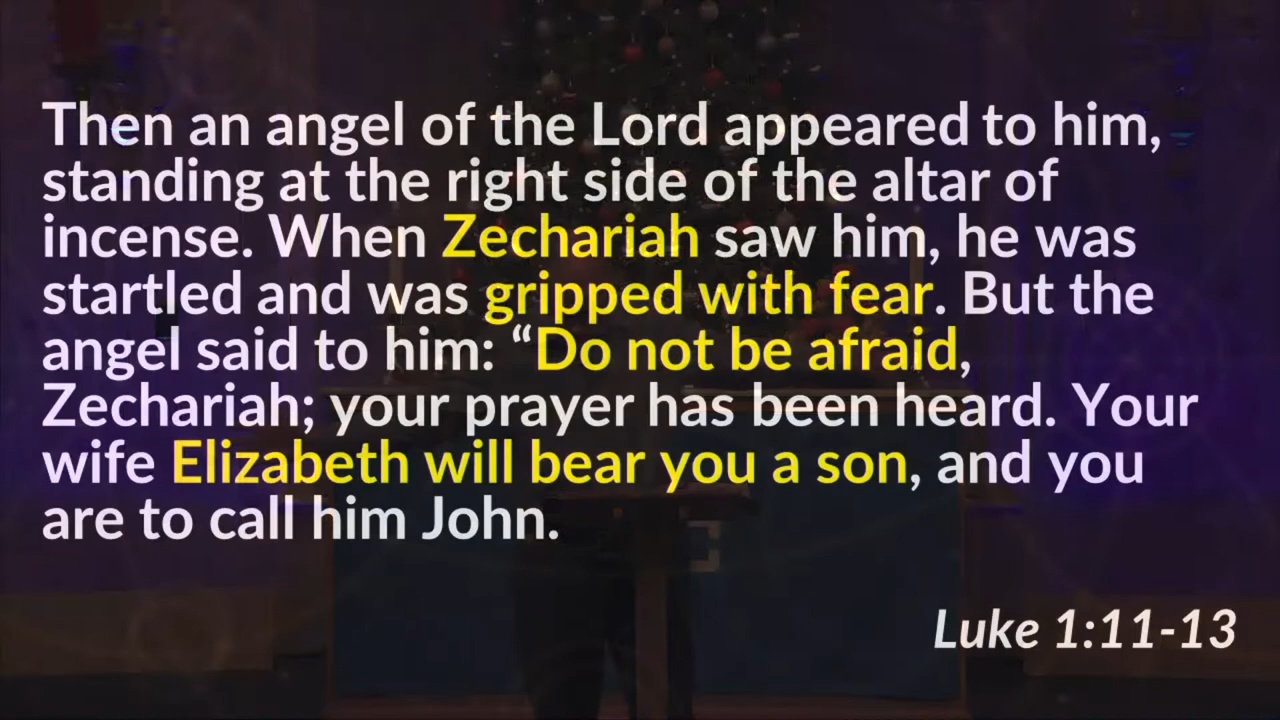 Then an angel of the Lord appeared to him,
standing at the right side of the altar of
incense. When Zechariah saw him, he was
startled and was gripped with fear. But the
angel said to him: “Do not be afraid,
Zechariah; your prayer has been heard. Your
wife Elizabeth will bear you a son, and you
are to call him John.
Luke 1:11-13